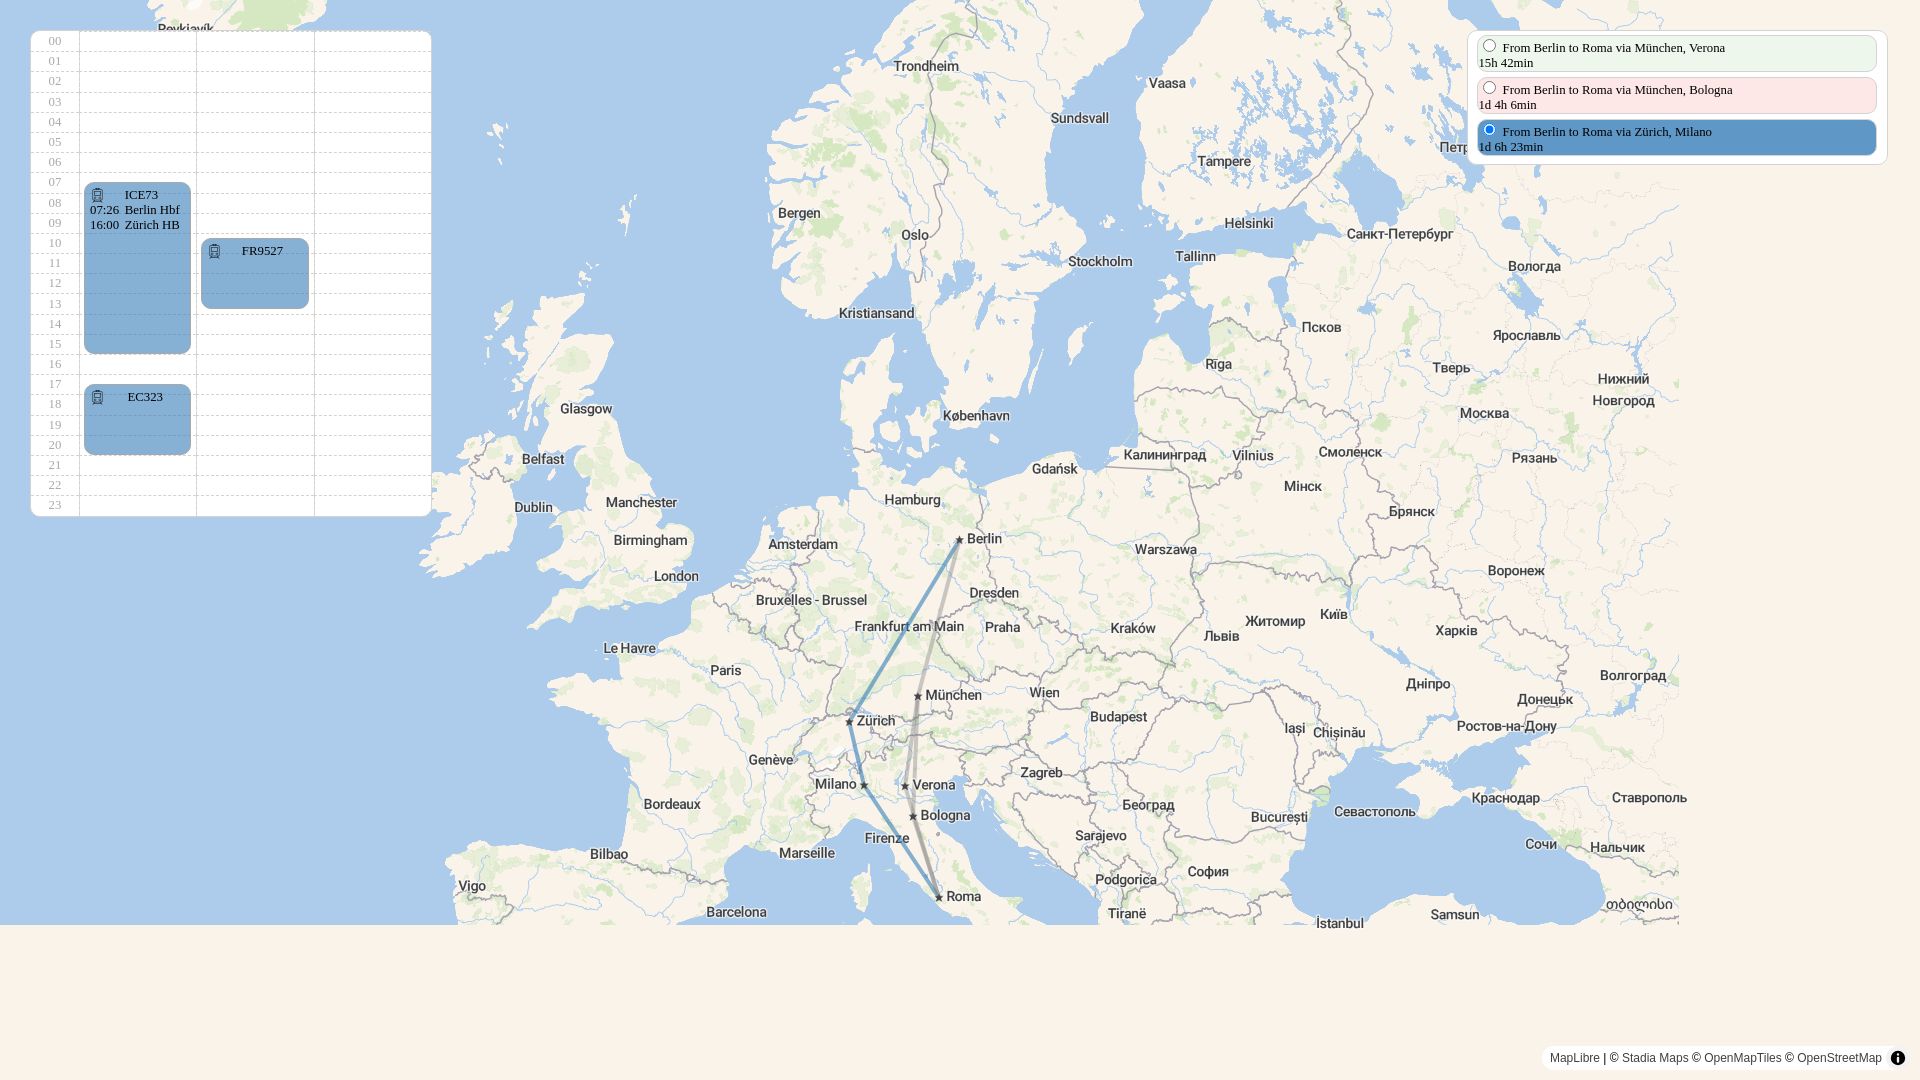 Reykjavík
00
01
02
03
04
05
06
07
08
09
10
11
12
13
14
15
16
17
18
19
20
21
22
23
ICE73
07:26 Berlin Hbf
16:00 Zürich HB
EC323
FR9527
From Berlin to Roma via München, Verona
15h 42min
From Berlin to Roma via München, Bologna
1d 4h 6min
From Berlin to Roma via Zürich, Milano
1d 6h 23min
Trondheim
Vaasa
Sundsvall
Петр
Tampere
Bergen
Helsinki
Oslo
Санкт-Петербург
Tallinn
Stockholm
Вологда
Kristiansand
Псков
Ярославль
Rīga
Тверь
Нижний
Новгород
Glasgow
København
Москва
Belfast
Калининград
Vilnius
Смоленск
Рязань
Gdańsk
Мінск
Hamburg
Manchester
Dublin
Брянск
Berlin
Birmingham
Amsterdam
Warszawa
London
Воронеж
Dresden
Bruxelles - Brussel
Київ
Житомир
Frankfurt am Main
Praha
Kraków
Львів
Харків
Le Havre
Paris
Волгоград
Дніпро
München
Wien
Донецьк
Zürich
Budapest
Iași
Chișinău
Ростов-на-Дону
Genève
Zagreb
Milano
Verona
Bordeaux
Београд
Краснодар
Ставрополь
Севастополь
Bologna
București
Firenze
Sarajevo
Сочи
Нальчик
Bilbao
Marseille
Podgorica
София
Vigo
Roma
თბილისი
Barcelona
Tiranë
Samsun
İstanbul
MapLibre | © Stadia Maps © OpenMapTiles © OpenStreetMap